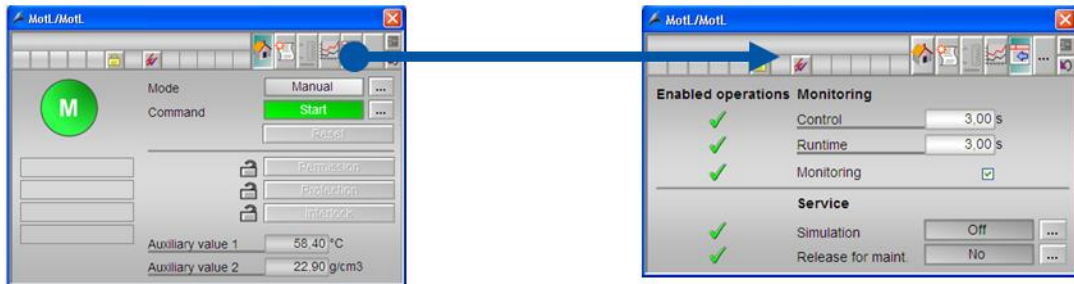 MotL/MotL
Mode Manual ...
M
Command Start ...
Reset
Permission
Protection
Interlock
Auxiliary value 1 58,40 °C
Auxiliary value 2 22,90 g/cm3
MotL/MotL
...
Enabled operations Monitoring
Control 3,00 s
Runtime 3,00 s
Monitoring
Service
Simulation Off ...
Release for maint. No ...